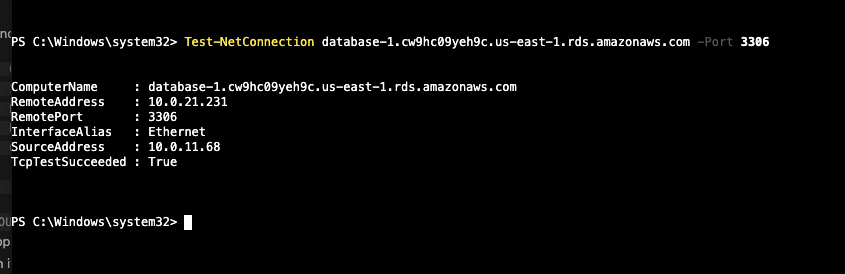 PS C:\Windows\system32> Test-NetConnection database-1.cw9hc09yeh9c.us-east-1.rds.amazonaws.com -Port 3306
ComputerName     : database-1.cw9hc09yeh9c.us-east-1.rds.amazonaws.com
RemoteAddress    : 10.0.21.231
RemotePort       : 3306
InterfaceAlias   : Ethernet
SourceAddress    : 10.0.11.68
TcpTestSucceeded : True
PS C:\Windows\system32>